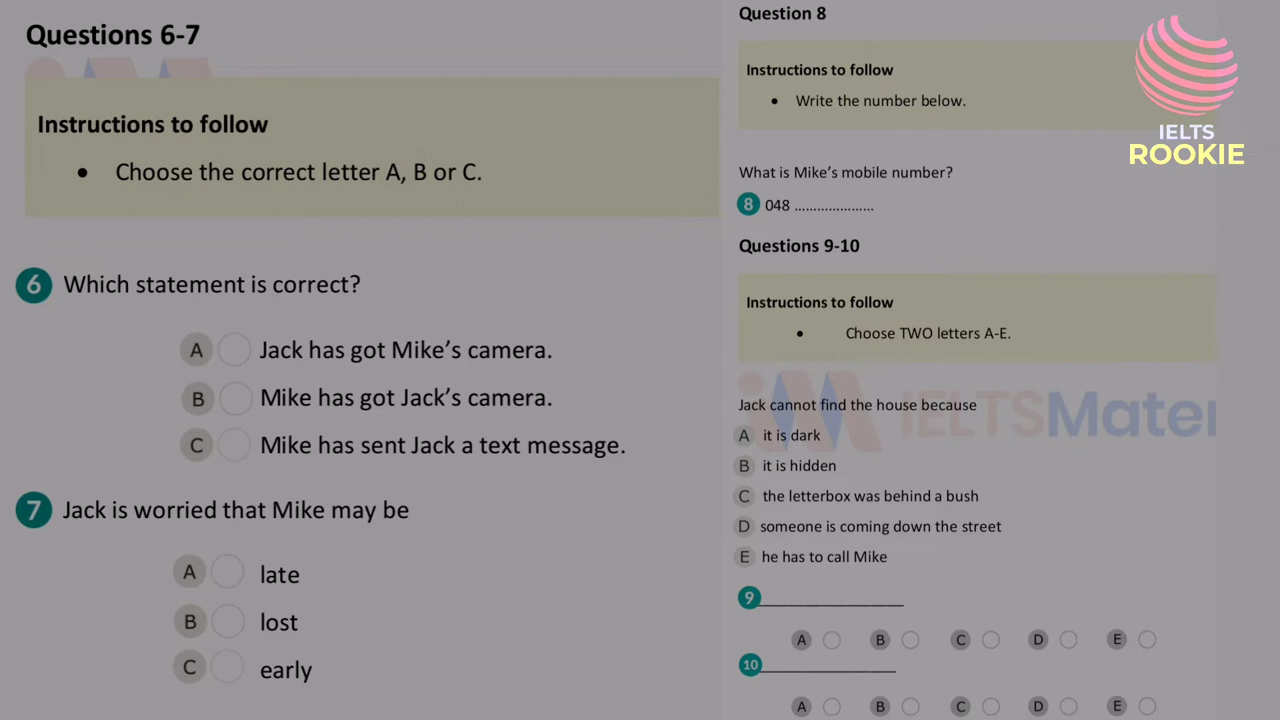 Questions 6-7
Instructions to follow
• Choose the correct letter A, B or C.
6 Which statement is correct?
A Jack has got Mike's camera.
B Mike has got Jack's camera.
C Mike has sent Jack a text message.
7 Jack is worried that Mike may be
A late
B lost
C early
Question 8
Instructions to follow
• Write the number below.
What is Mike's mobile number?
8 048 .....................
Questions 9-10
Instructions to follow
• Choose TWO letters A-E.
IELTSMater
Jack cannot find the house because
A it is dark
B it is hidden
C the letterbox was behind a bush
D someone is coming down the street
E he has to call Mike
9 ___________________
A B C D E
10 ___________________
A B C D E
IELTS
ROOKIE